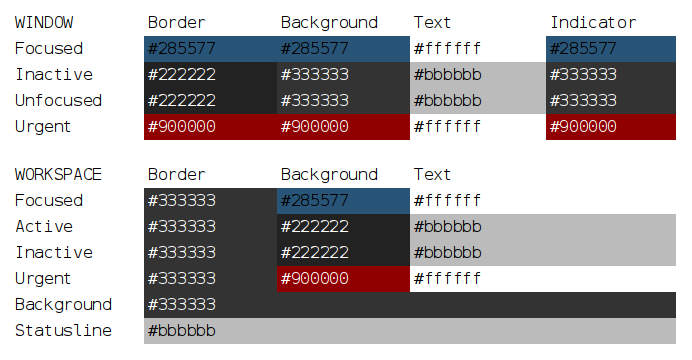 WINDOW Border Background Text Indicator
Focused #285577 #285577 #ffffff #285577
Inactive #222222 #333333 #bbbbbb #333333
Unfocused #222222 #333333 #bbbbbb #333333
Urgent #900000 #900000 #ffffff #900000
WORKSPACE Border Background Text
Focused #333333 #285577 #ffffff
Active #333333 #222222 #bbbbbb
Inactive #333333 #222222 #bbbbbb
Urgent #333333 #900000 #ffffff
Background #333333
Statusline #bbbbbb